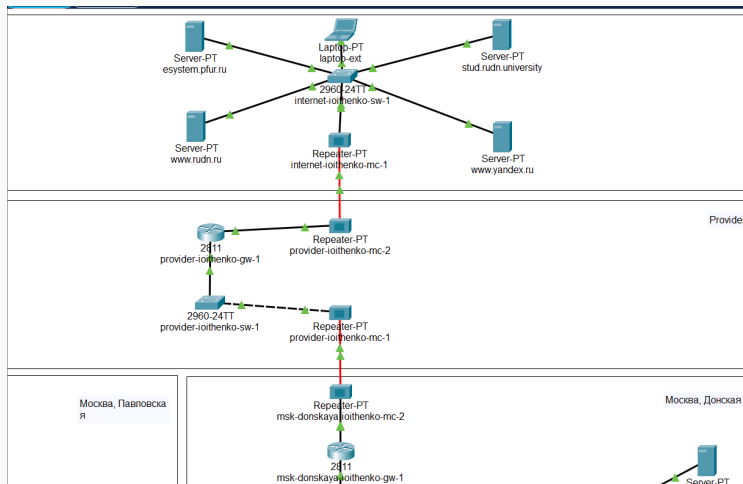 Server-PT
esystem.pfur.ru
Laptop-PT
laptop-ext
Server-PT
stud.rudn.university
2960-24TT
internet-ioithenko-sw-1
Server-PT
www.rudn.ru
Repeater-PT
internet-ioithenko-mc-1
Server-PT
www.yandex.ru
Provider
2811
provider-ioithenko-gw-1
Repeater-PT
provider-ioithenko-mc-2
2960-24TT
provider-ioithenko-sw-1
Repeater-PT
provider-ioithenko-mc-1
Москва, Павловска
я
Repeater-PT
msk-donskaya-ioithenko-mc-2
Москва, Донская
2811
msk-donskaya-ioithenko-gw-1
Server-PT